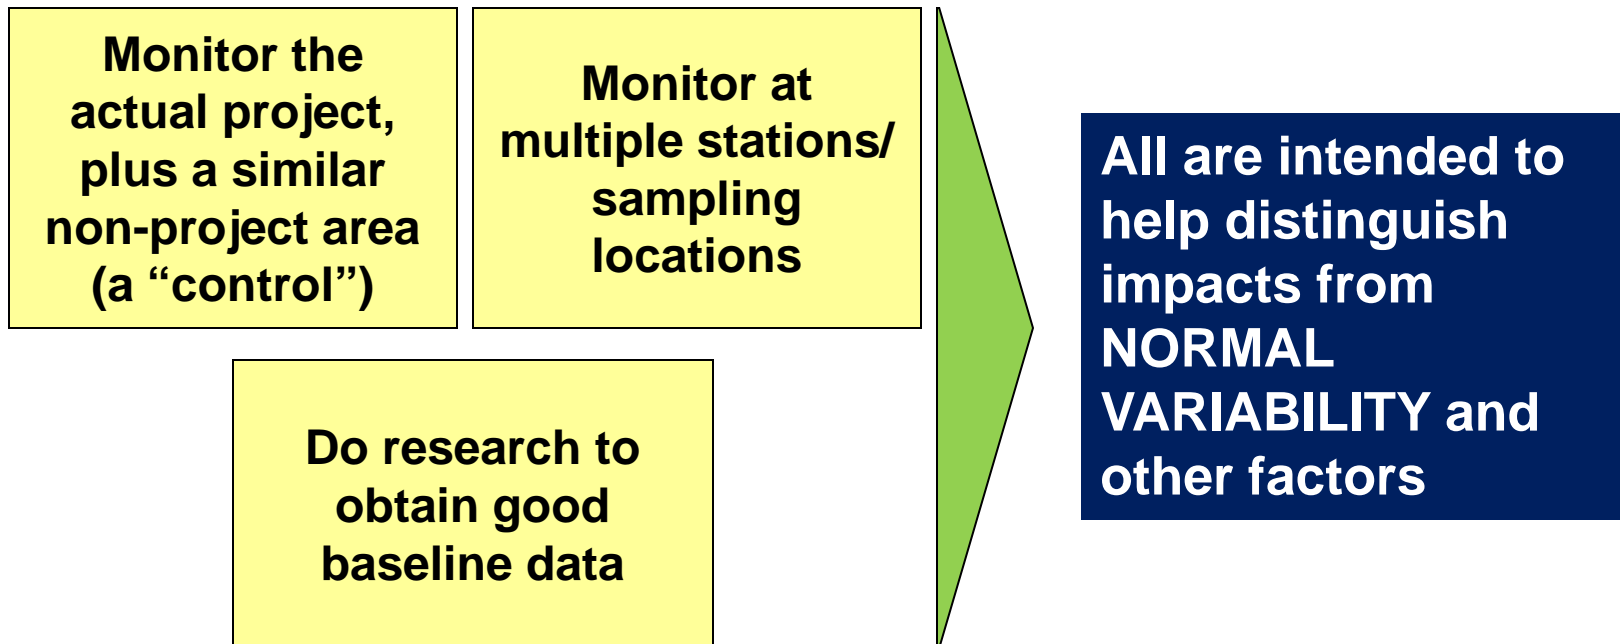 Monitor the
actual project,
plus a similar
non-project area
(a “control”)
Monitor at
multiple stations/
sampling
locations
Do research to
obtain good
baseline data
All are intended to
help distinguish
impacts from
NORMAL
VARIABILITY and
other factors